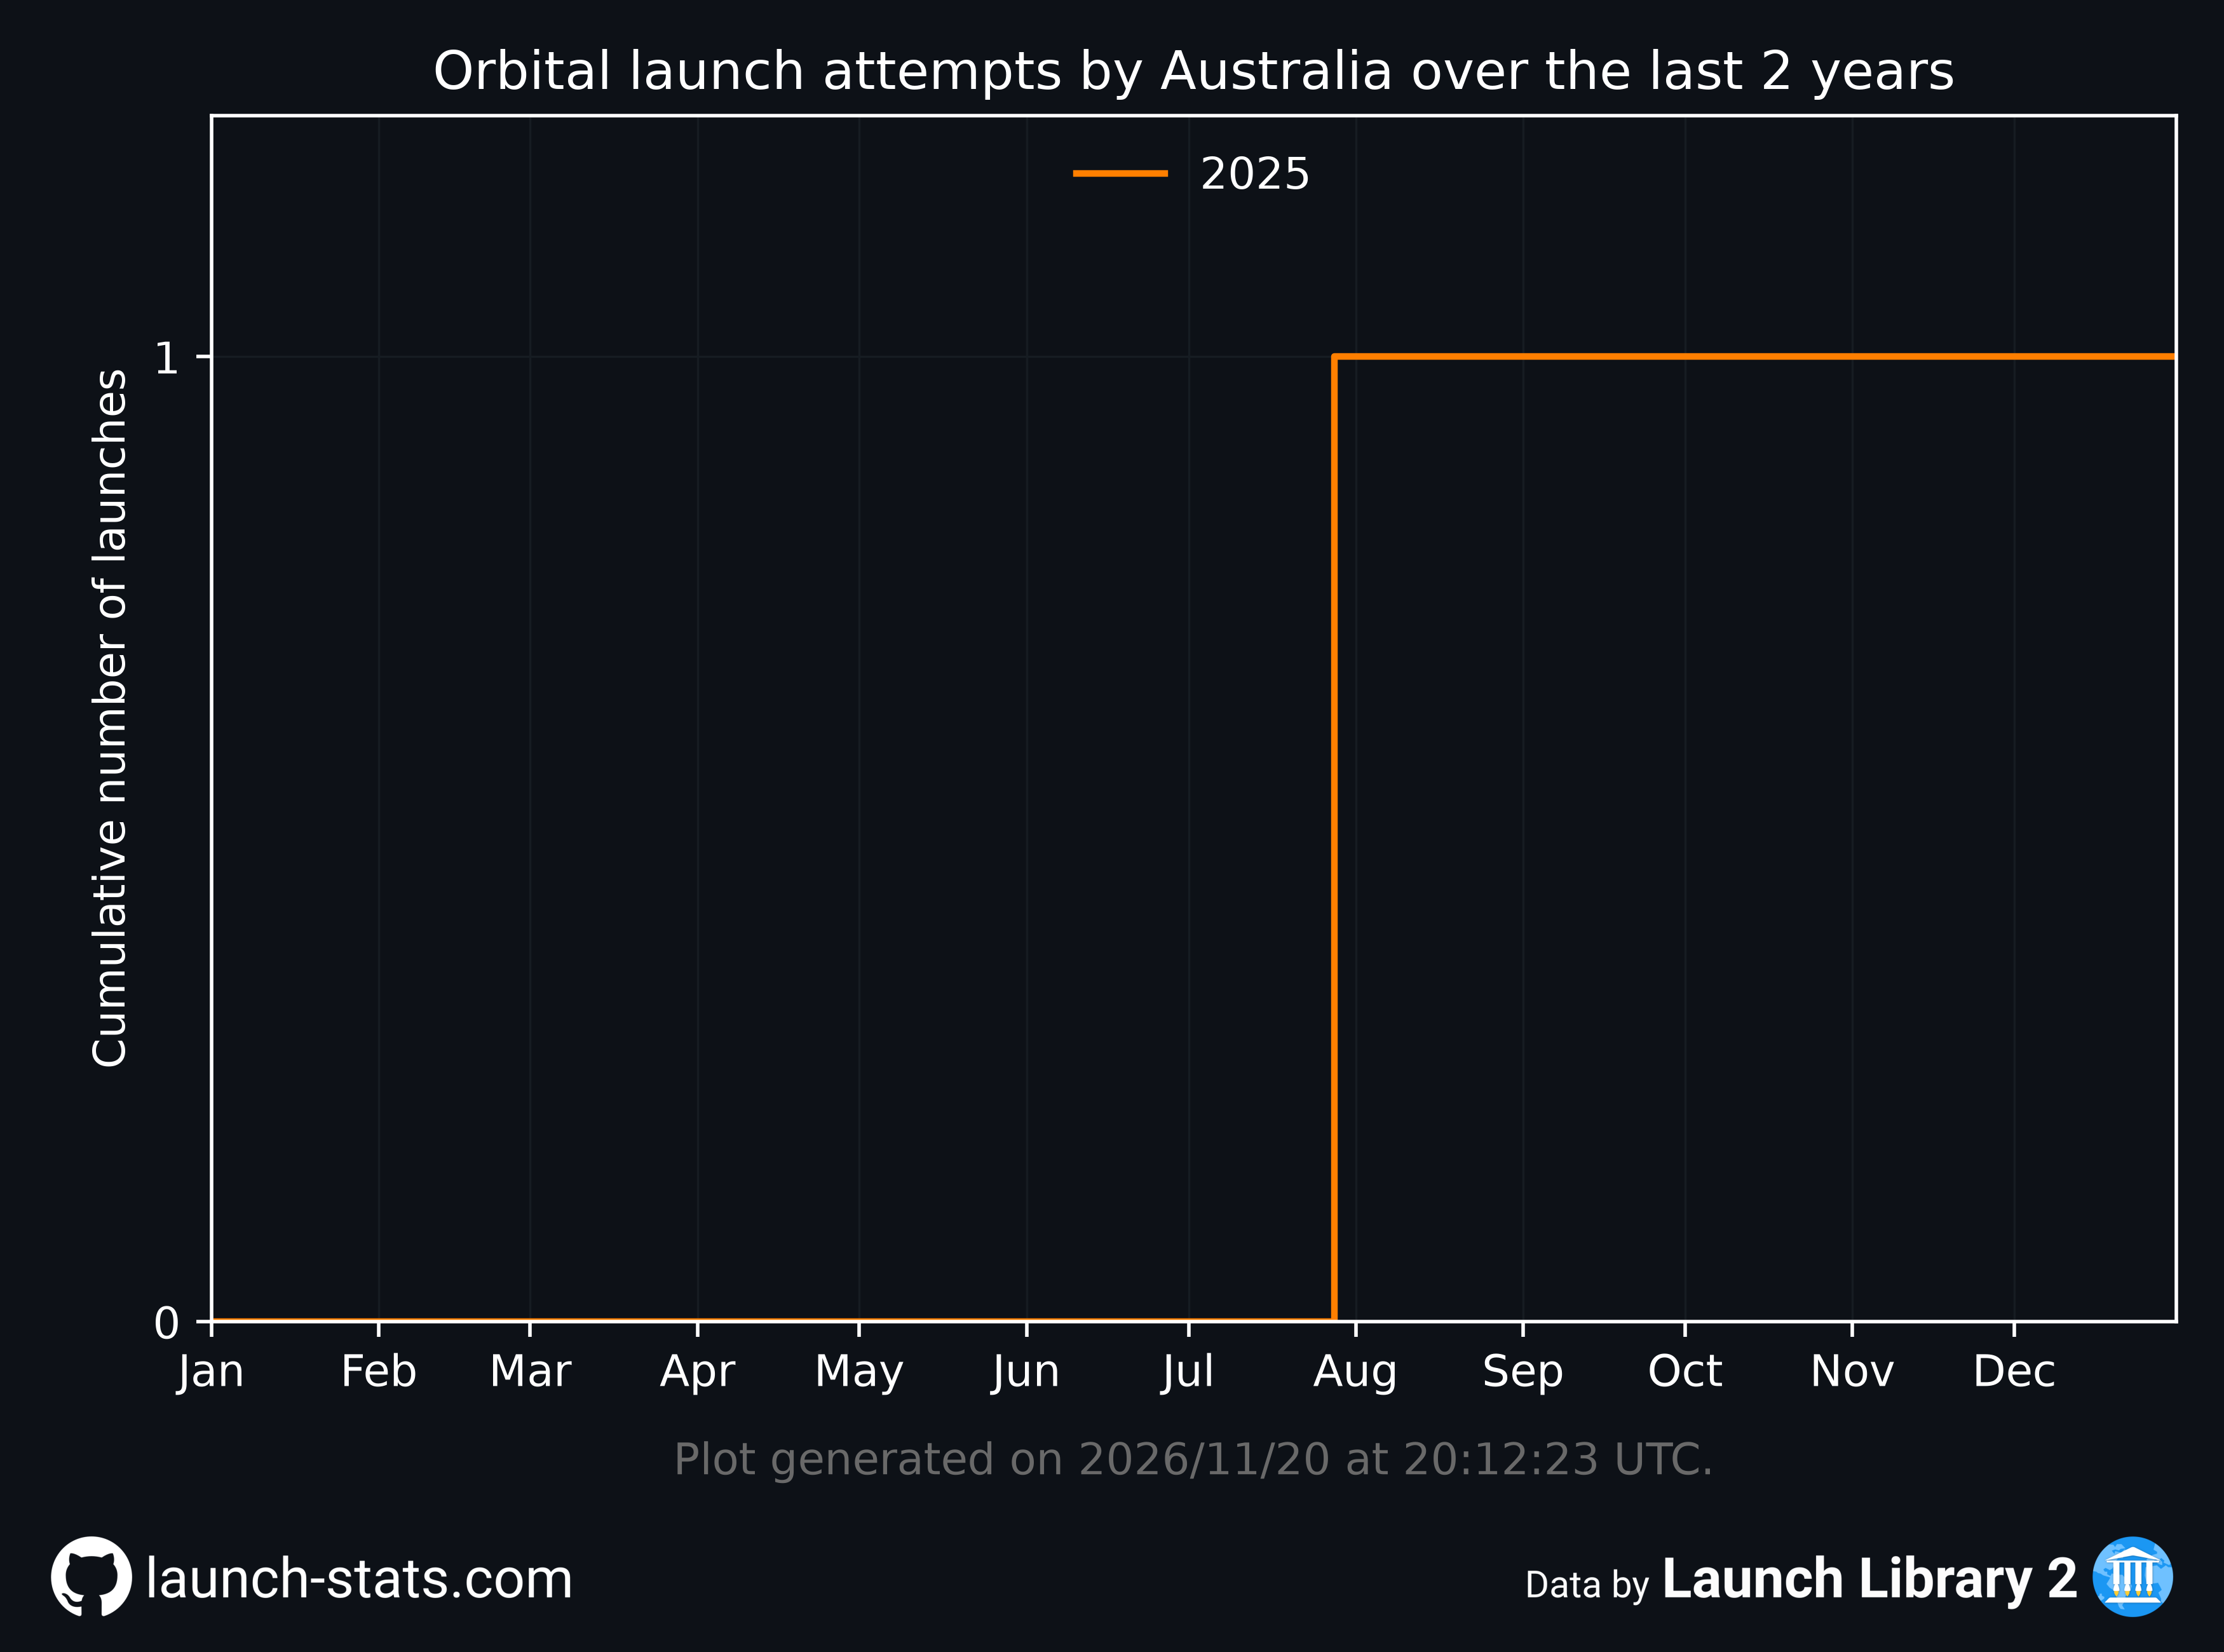 Orbital launch attempts by Australia over the last 2 years
2025
Cumulative number of launches
1
0
Jan Feb Mar Apr May Jun Jul Aug Sep Oct Nov Dec
Plot generated on 2026/11/20 at 20:12:23 UTC.
launch-stats.com
Data by Launch Library 2